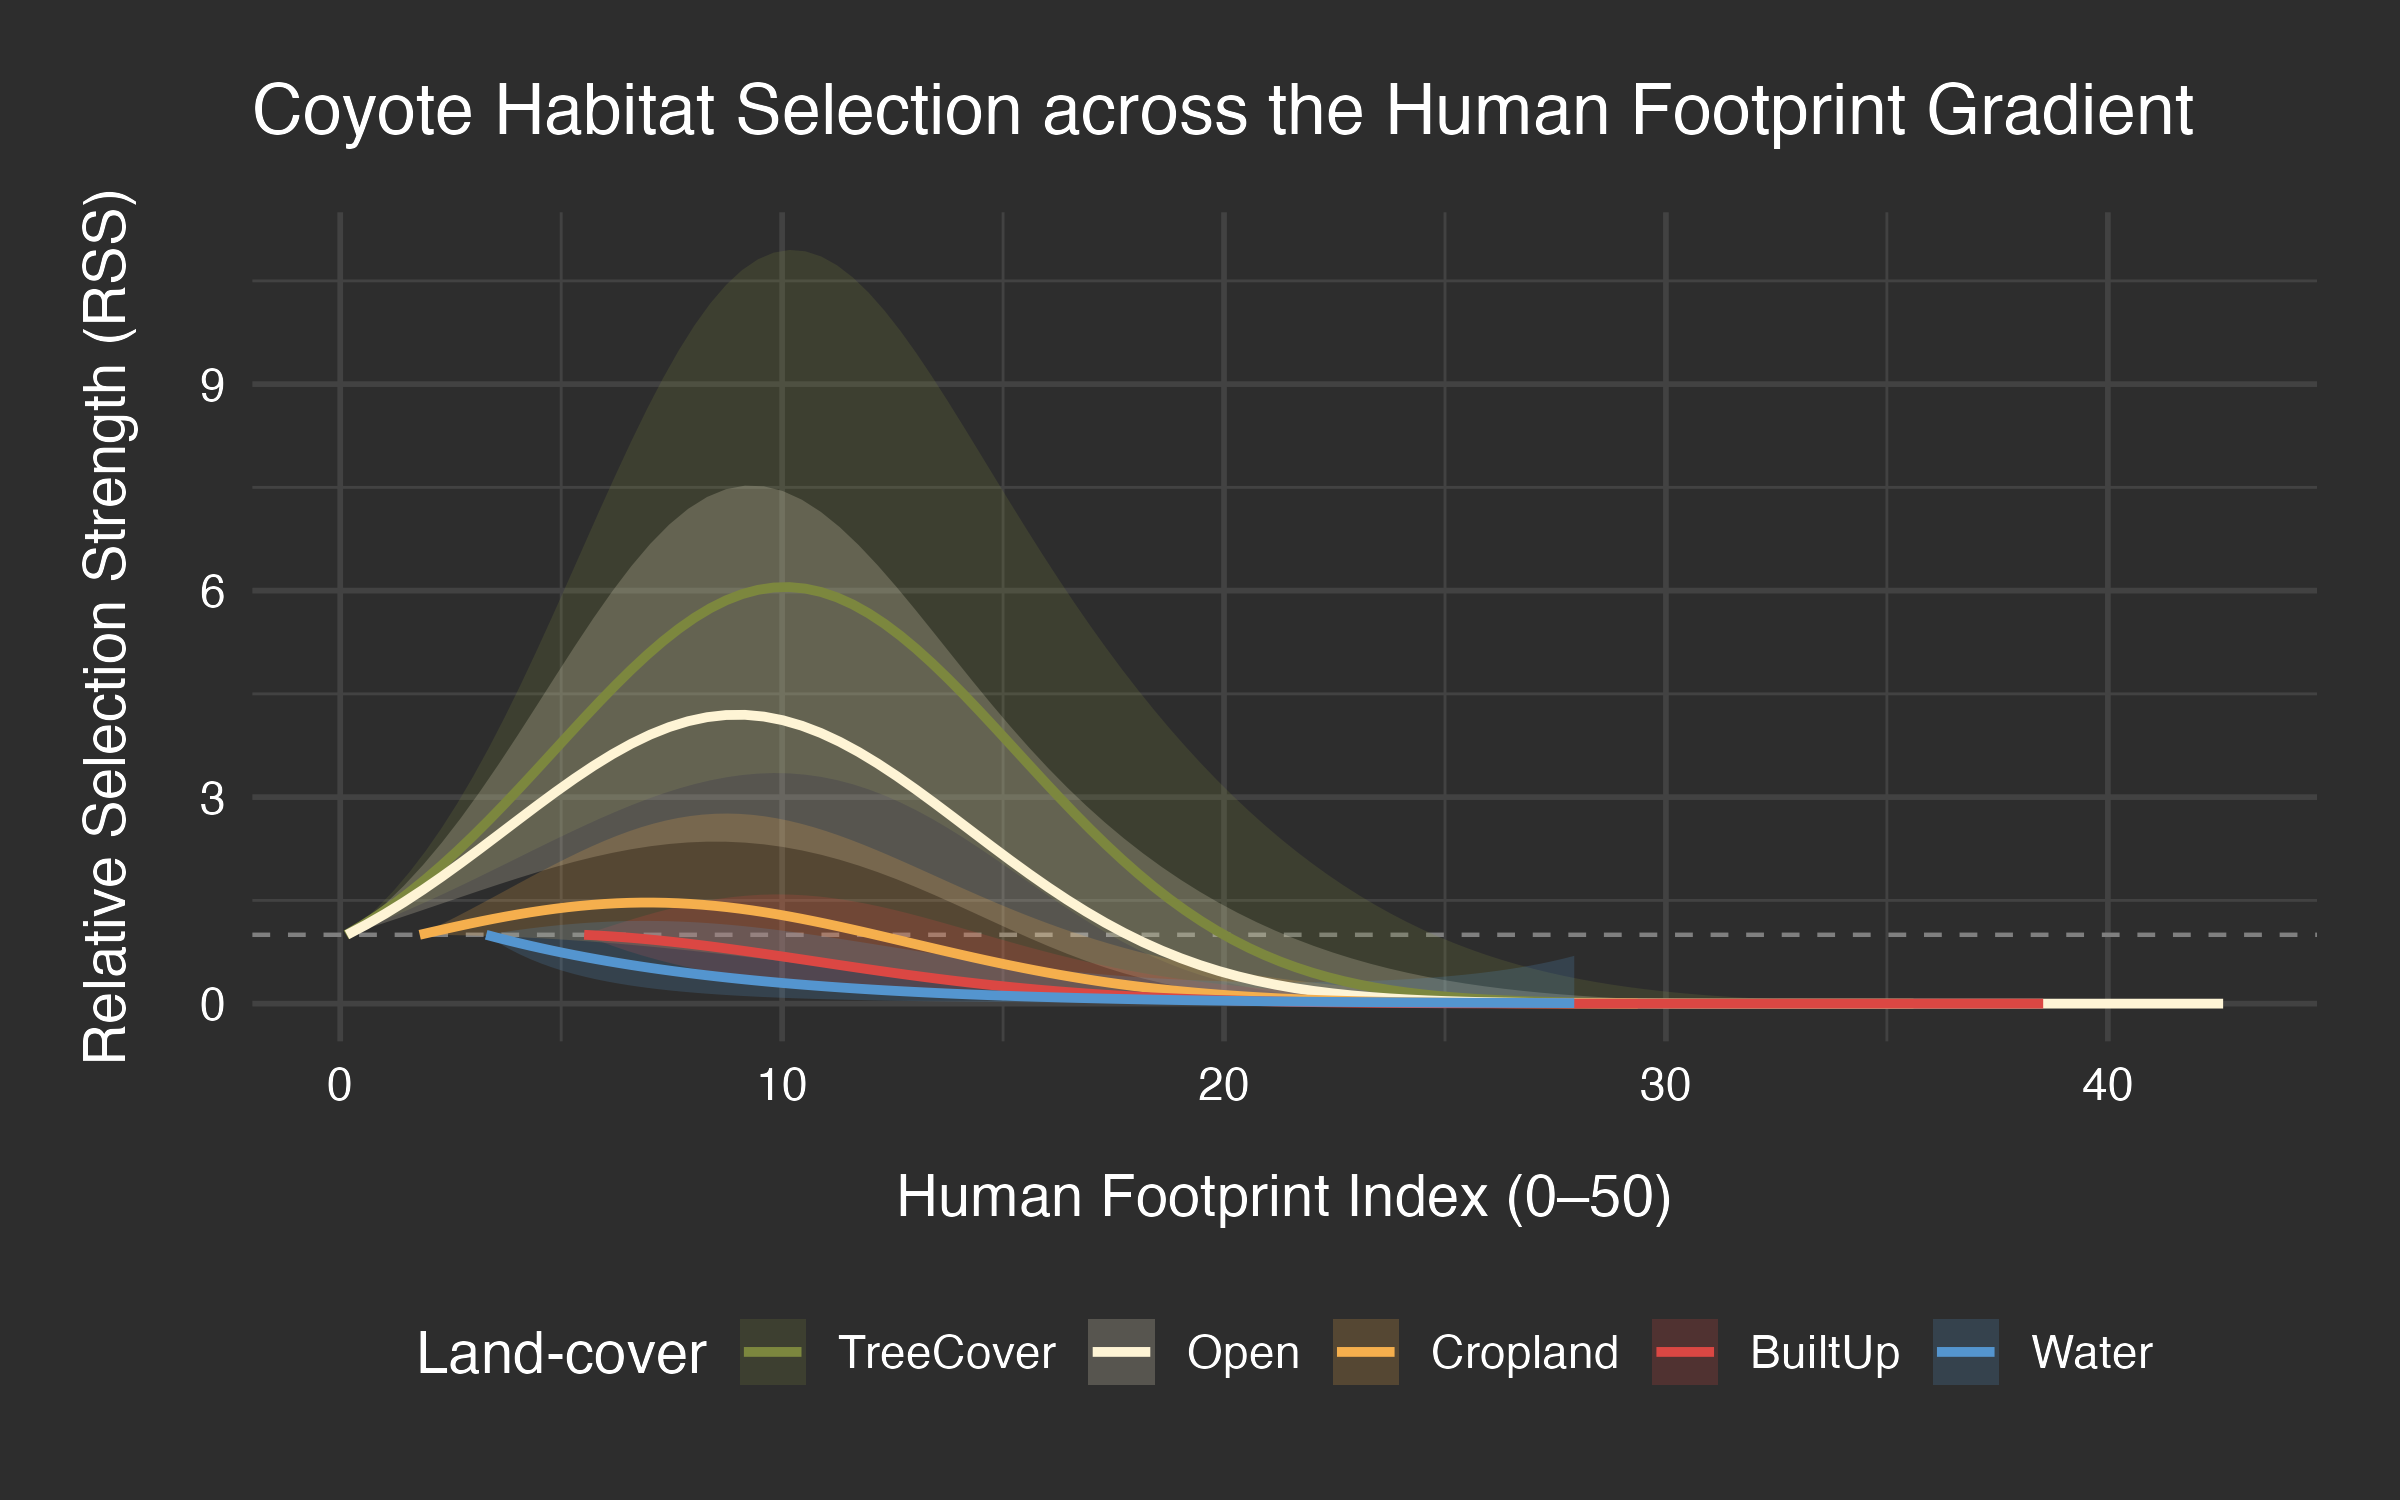 Coyote Habitat Selection across the Human Footprint Gradient
Relative Selection Strength (RSS)
9
6
3
0
0 10 20 30 40
Human Footprint Index (0–50)
Land-cover TreeCover Open Cropland BuiltUp Water